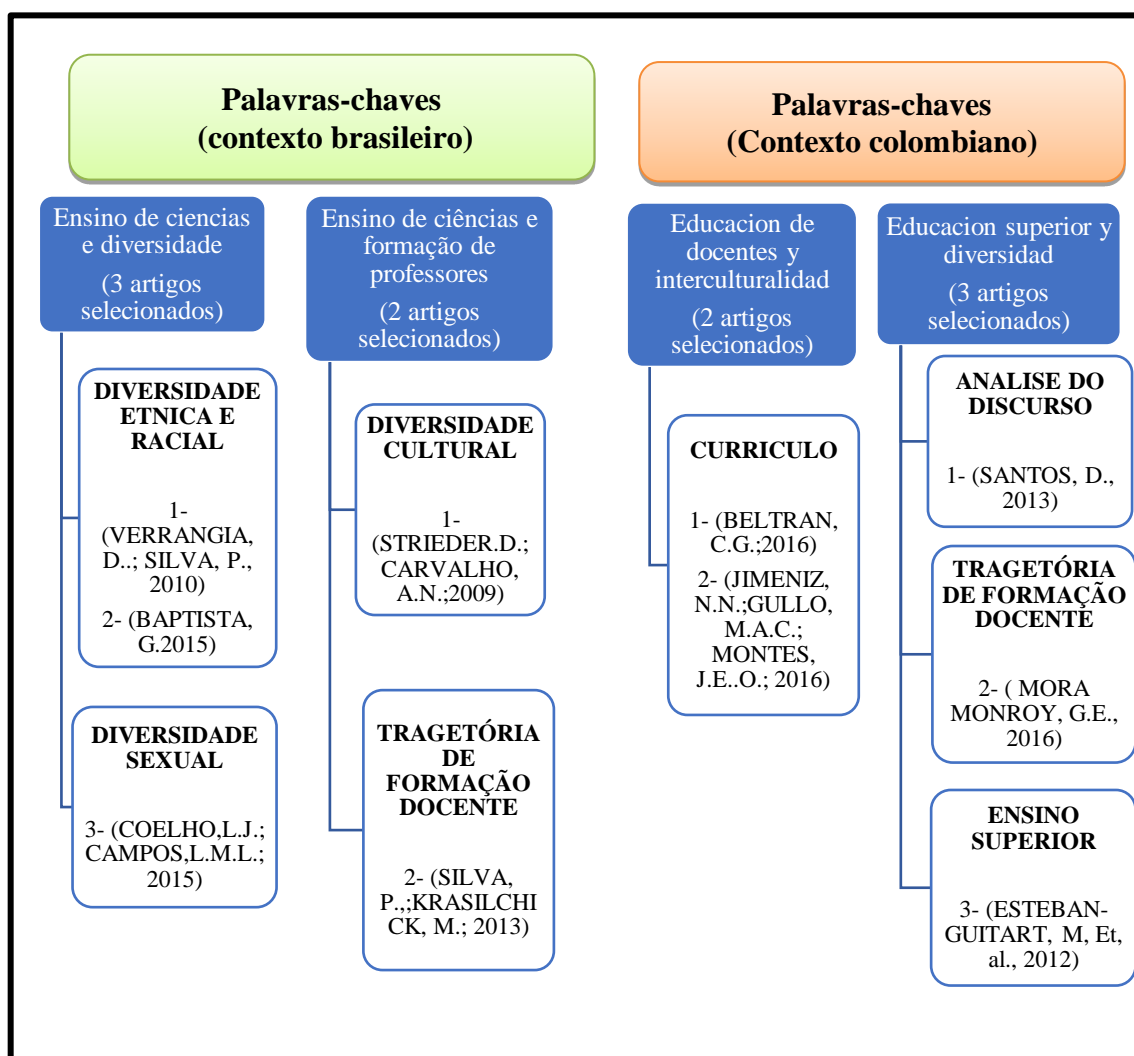 Palavras-chaves
(contexto brasileiro)
Ensino de ciencias
e diversidade
(3 artigos
selecionados)
DIVERSIDADE
ETNICA E
RACIAL
1-
(VERRANGIA,
D..; SILVA, P.,
2010)
2- (BAPTISTA,
G.2015)
DIVERSIDADE
SEXUAL
3- (COELHO,L.J.;
CAMPOS,L.M.L.;
2015)
Ensino de ciências e
formação de
professores
(2 artigos
selecionados)
DIVERSIDADE
CULTURAL
1-
(STRIEDER.D.;
CARVALHO,
A.N.;2009)
TRAGETÓRIA
DE
FORMAÇÃO
DOCENTE
2- (SILVA,
P.,;KRASILCHI
CK, M.; 2013)
Palavras-chaves
(Contexto colombiano)
Educacion de
docentes y
interculturalidad
(2 artigos
selecionados)
CURRICULO
1- (BELTRAN,
C.G.;2016)
2- (JIMENIZ,
N.N.;GULLO,
M.A.C.;
MONTES,
J.E..O.; 2016)
Educacion superior y
diversidad
(3 artigos
selecionados)
ANALISE DO
DISCURSO
1- (SANTOS, D.,
2013)
TRAGETÓRIA
DE FORMAÇÃO
DOCENTE
2- ( MORA
MONROY, G.E.,
2016)
ENSINO
SUPERIOR
3- (ESTEBAN-
GUITART, M, Et,
al., 2012)